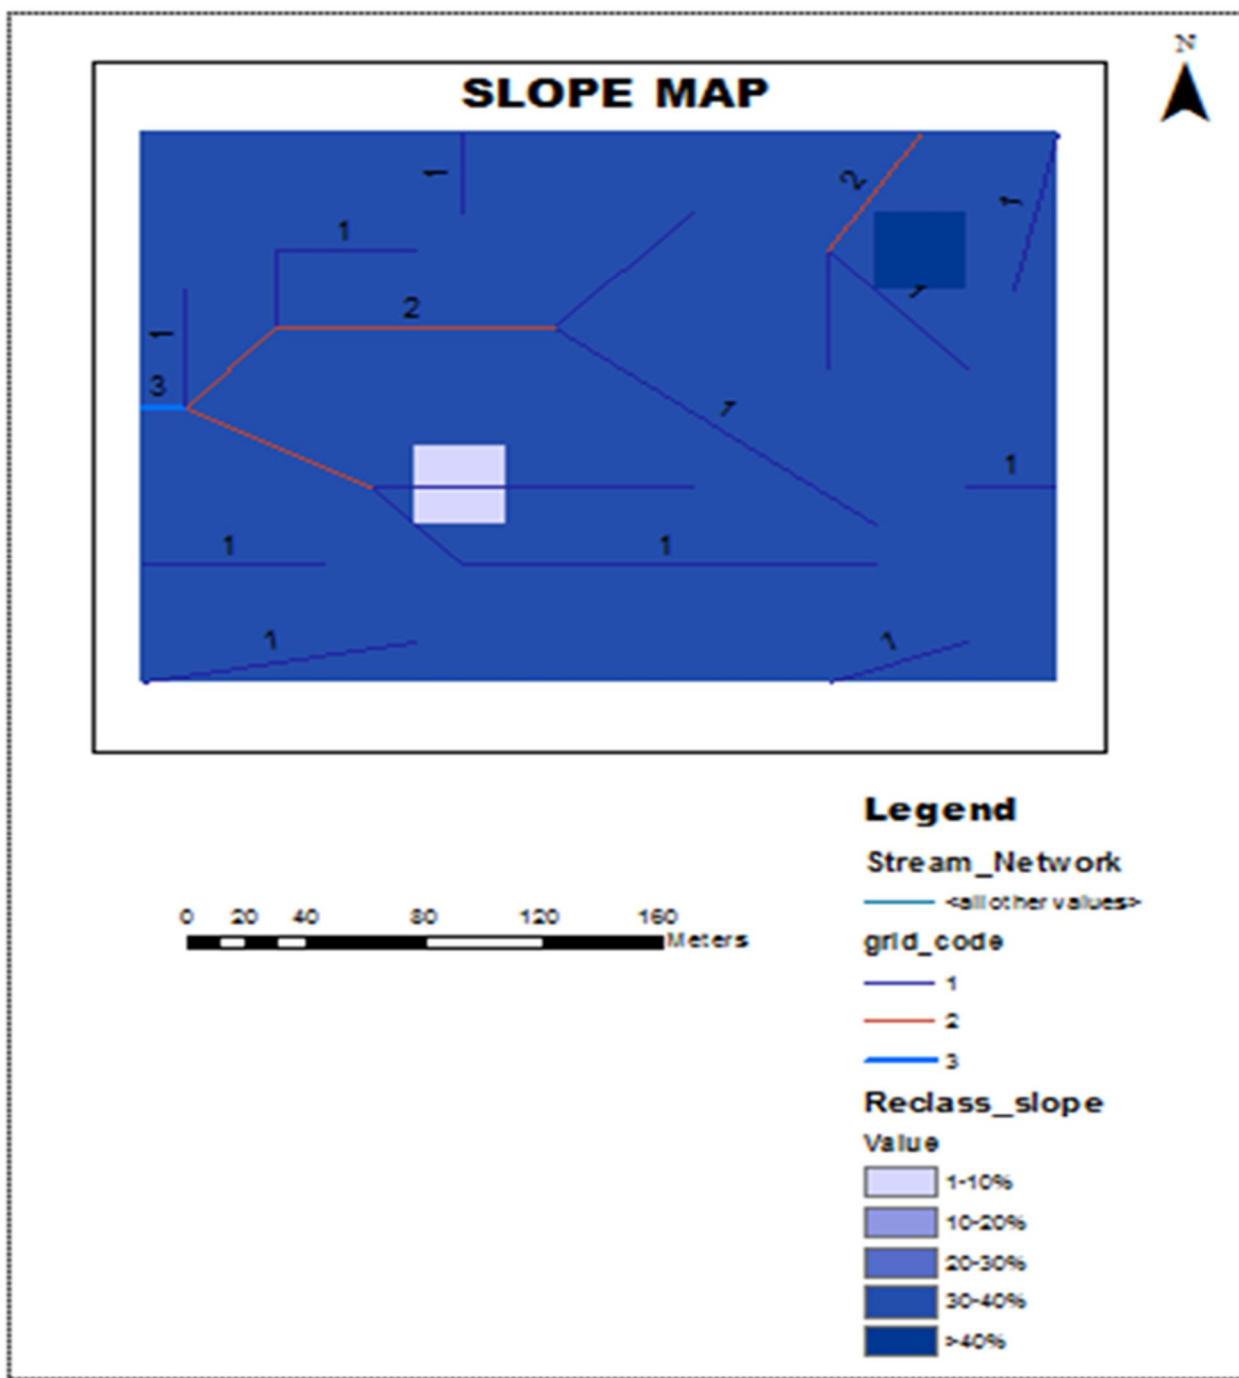 N
SLOPE MAP
1
2
1
1
2
1
1
3
1
1
1
1
1
1
0 20 40 80 120 160
Meters
Legend
Stream_Network
<all other values>
grid_code
1
2
3
Reclass_slope
Value
1-10%
10-20%
20-30%
30-40%
>40%